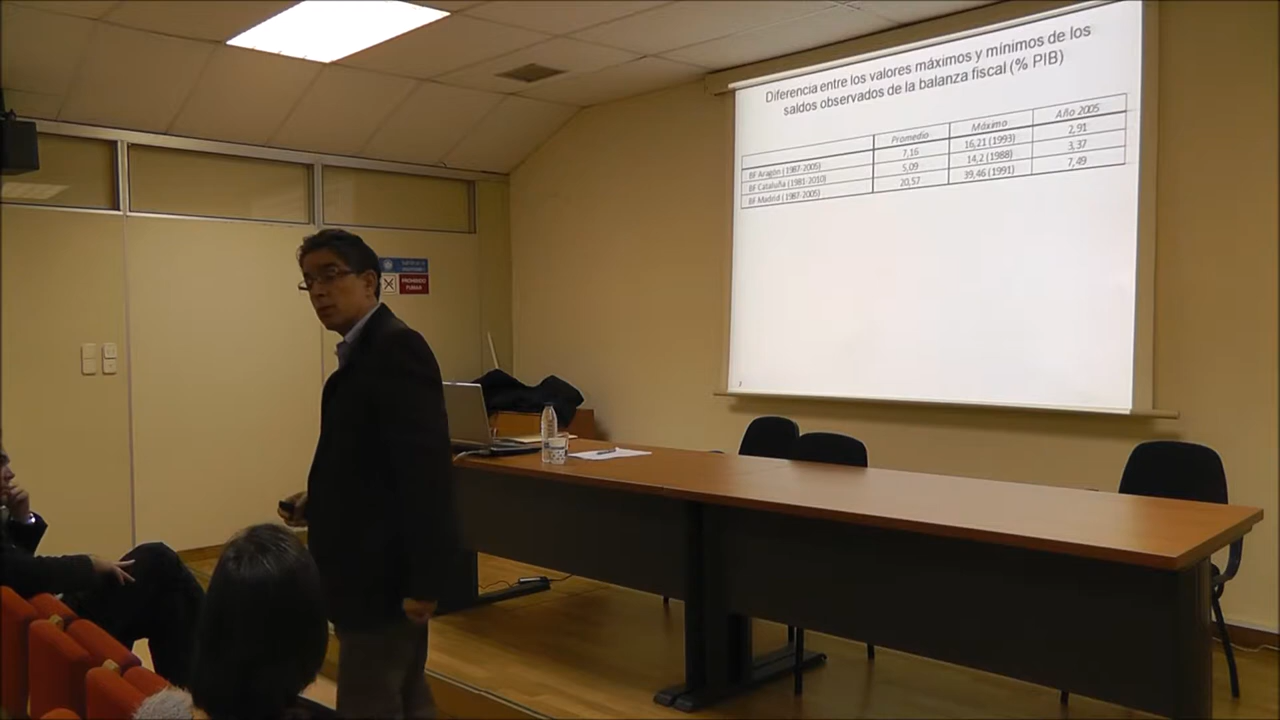 Diferencia entre los valores máximos y mínimos de los
saldos observados de la balanza fiscal (% PIB)
Promedio Máximo Año 2005
BF Aragón (1987-2005) 7,16 16,21 (1993) 2,91
BF Cataluña (1981-2010) 5,09 14,2 (1988) 3,37
BF Madrid (1987-2005) 20,57 39,46 (1991) 7,49
PROHIBIDO
FUMAR